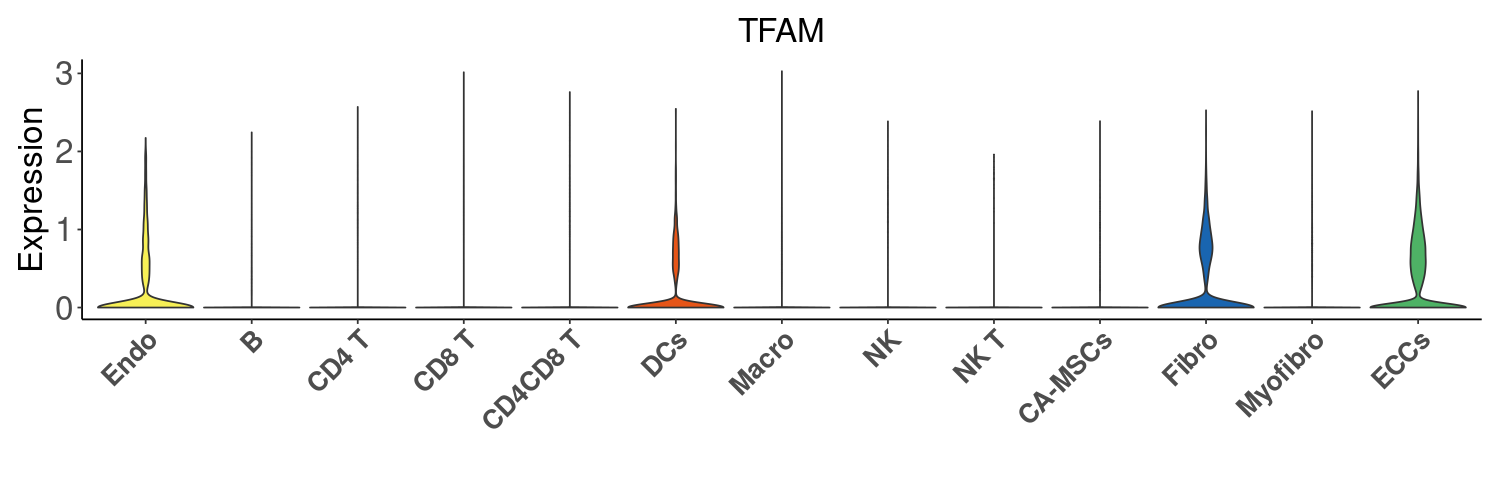 TFAM
Expression
3
2
1
0
Endo
B
CD4 T
CD8 T
CD4CD8 T
DCs
Macro
NK
NK T
CA-MSCs
Fibro
Myofibro
ECCs